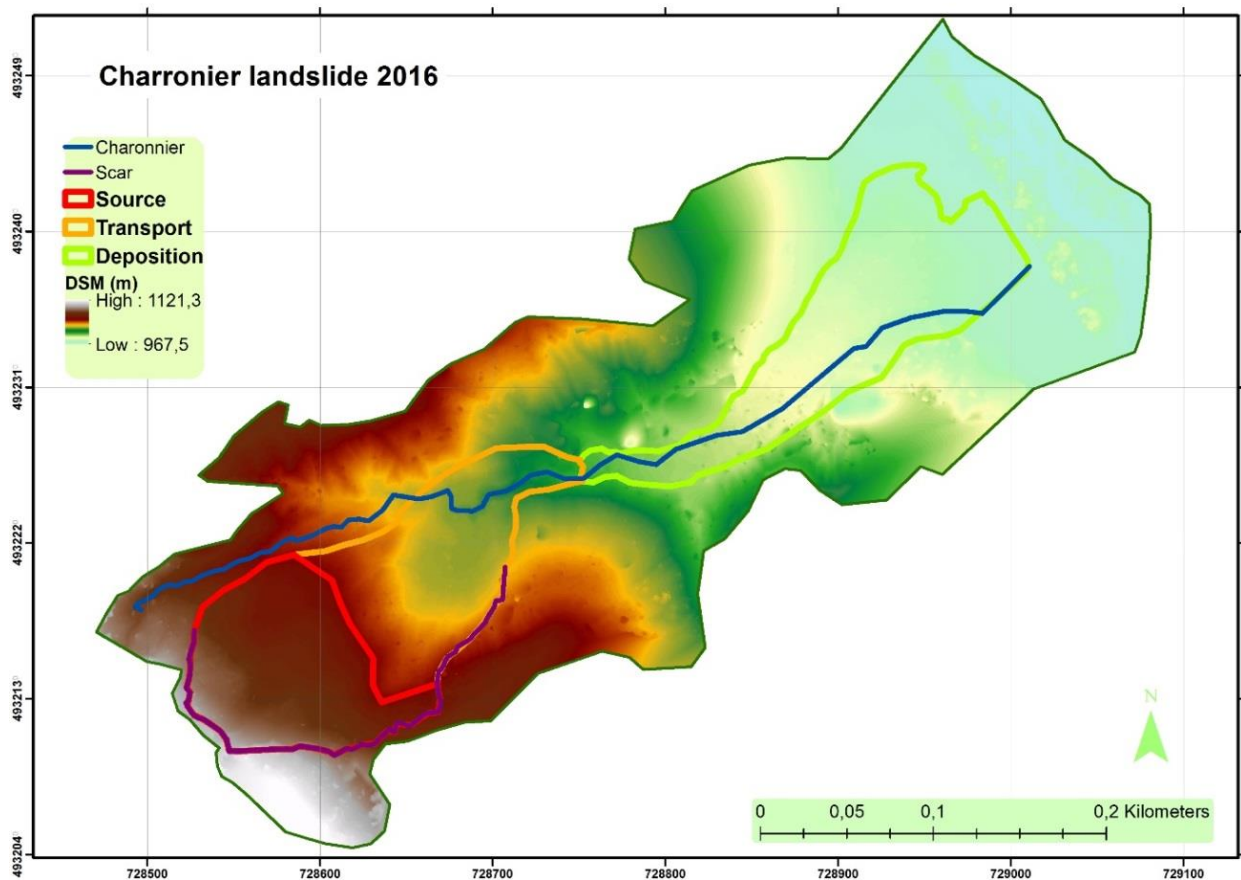 Charronier landslide 2016
Charonnier
Scar
Source
Transport
Deposition
DSM (m)
High : 1121,3
Low : 967,5
493249
493240
493231
493222
493213
493204
N
0 0,05 0,1 0,2 Kilometers
728500 728600 728700 728800 728900 729000 729100